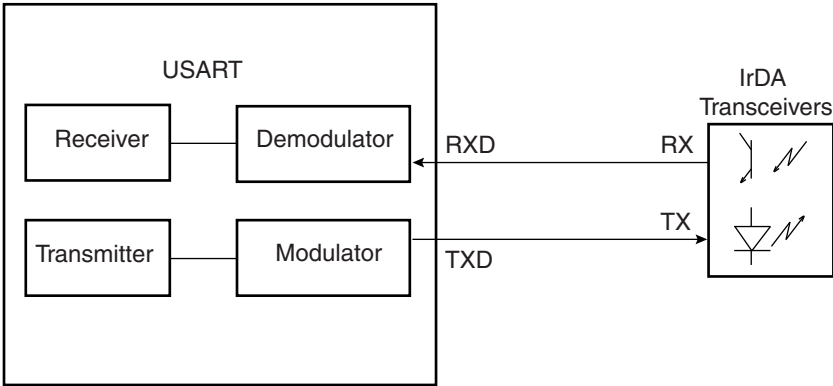 USART
IrDA
Transceivers
Receiver
Demodulator
RXD
RX
Transmitter
Modulator
TXD
TX